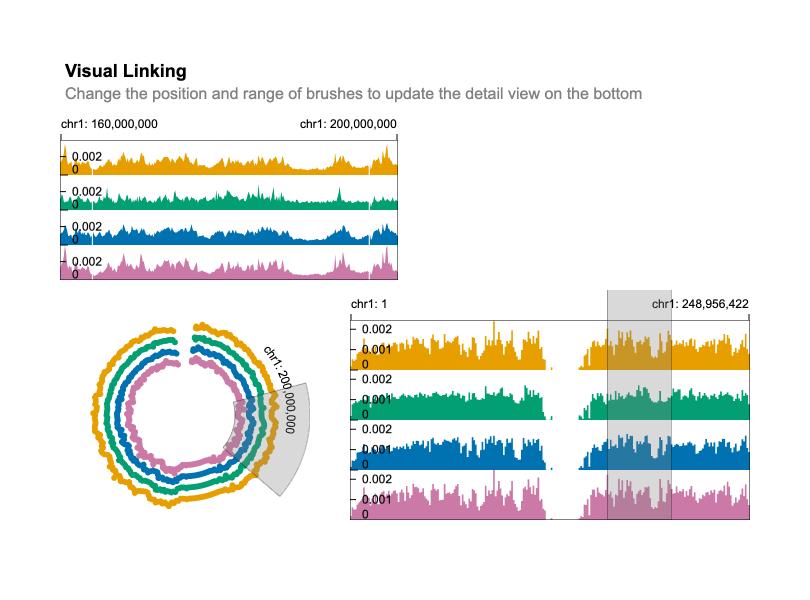 Visual Linking
Change the position and range of brushes to update the detail view on the bottom
chr1: 160,000,000
chr1: 200,000,000
0.002
0
0.002
0
0.002
0
0.002
0
chr1: 200,000,000
chr1: 1
chr1: 248,956,422
0.002
0.001
0
0.002
0.001
0
0.002
0.001
0
0.002
0.001
0